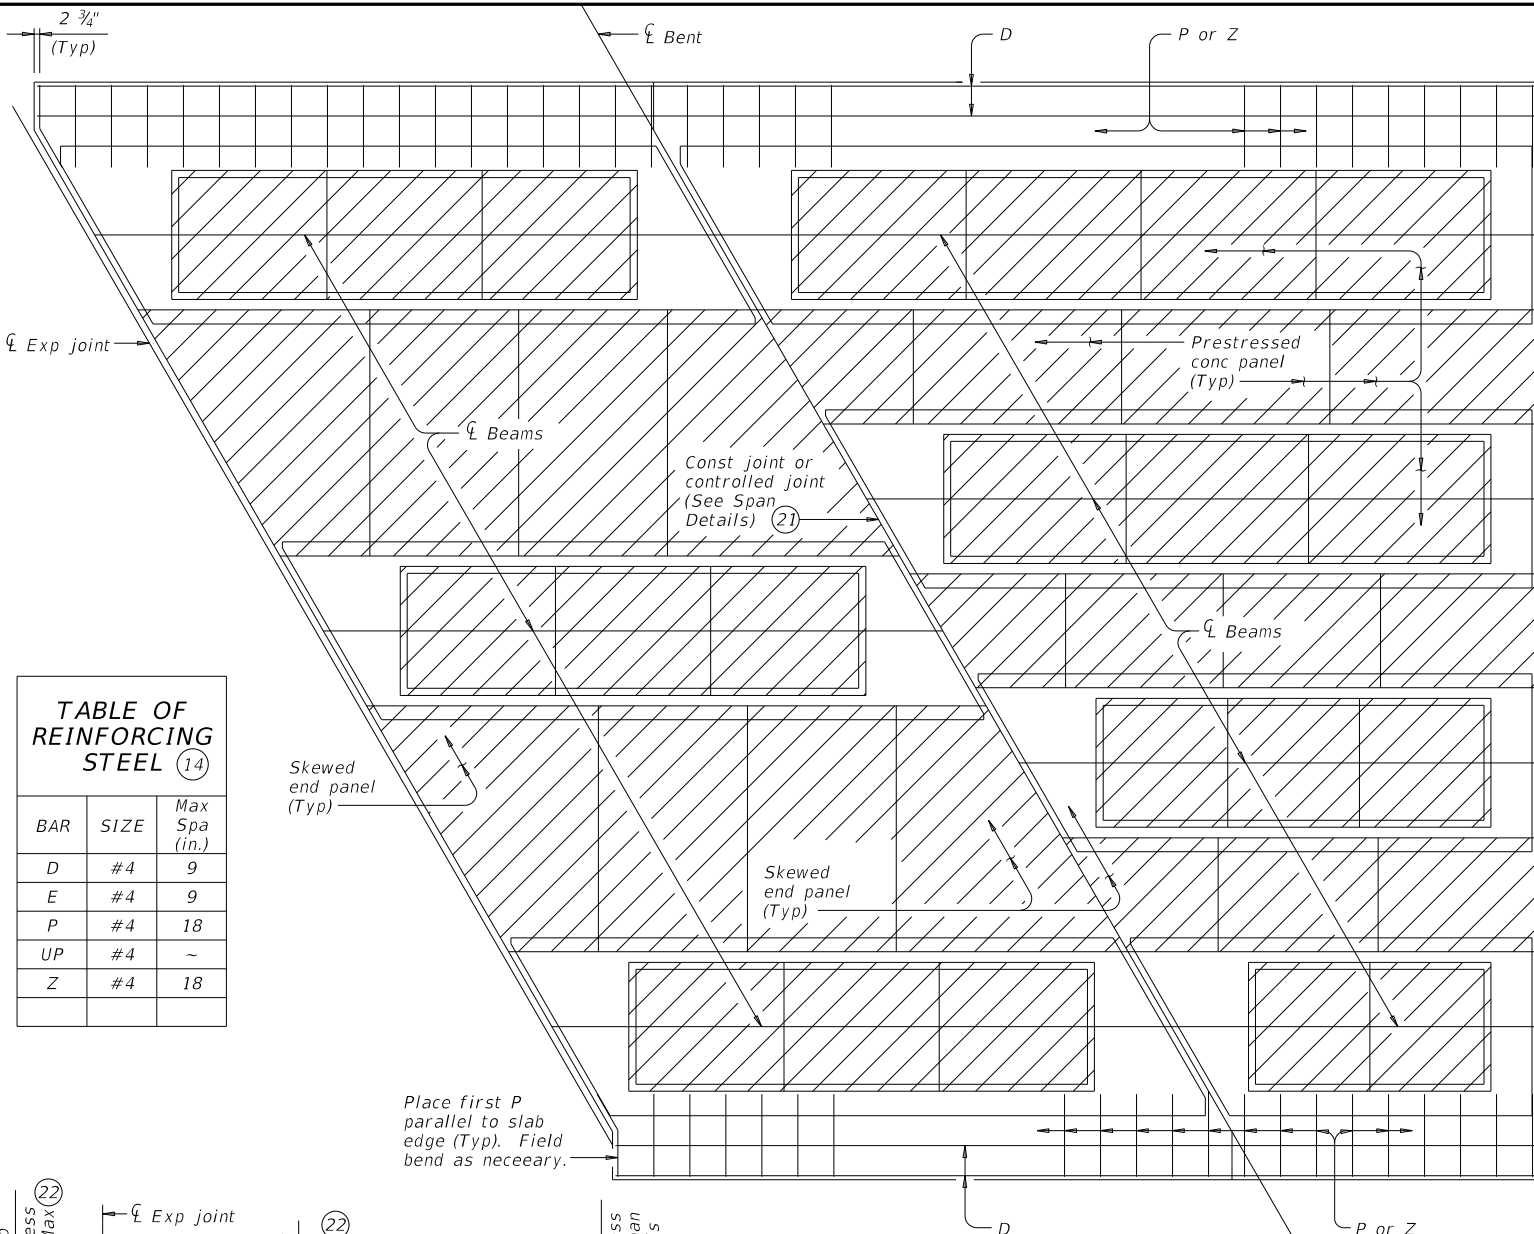 2 ¾"
(Typ)
℄ Bent
D
P or Z
℄ Exp joint
Prestressed
conc panel
(Typ)
℄ Beams
Const joint or
controlled joint
(See Span
Details) 21
℄ Beams
TABLE OF
REINFORCING
STEEL 14
BAR SIZE Max Spa (in.)
D #4 9
E #4 9
P #4 18
UP #4 ~
Z #4 18
Skewed
end panel
(Typ)
Skewed
end panel
(Typ)
Place first P
parallel to slab
edge (Typ). Field
bend as neceeary.
22
℄ Exp joint
22
D
P or Z